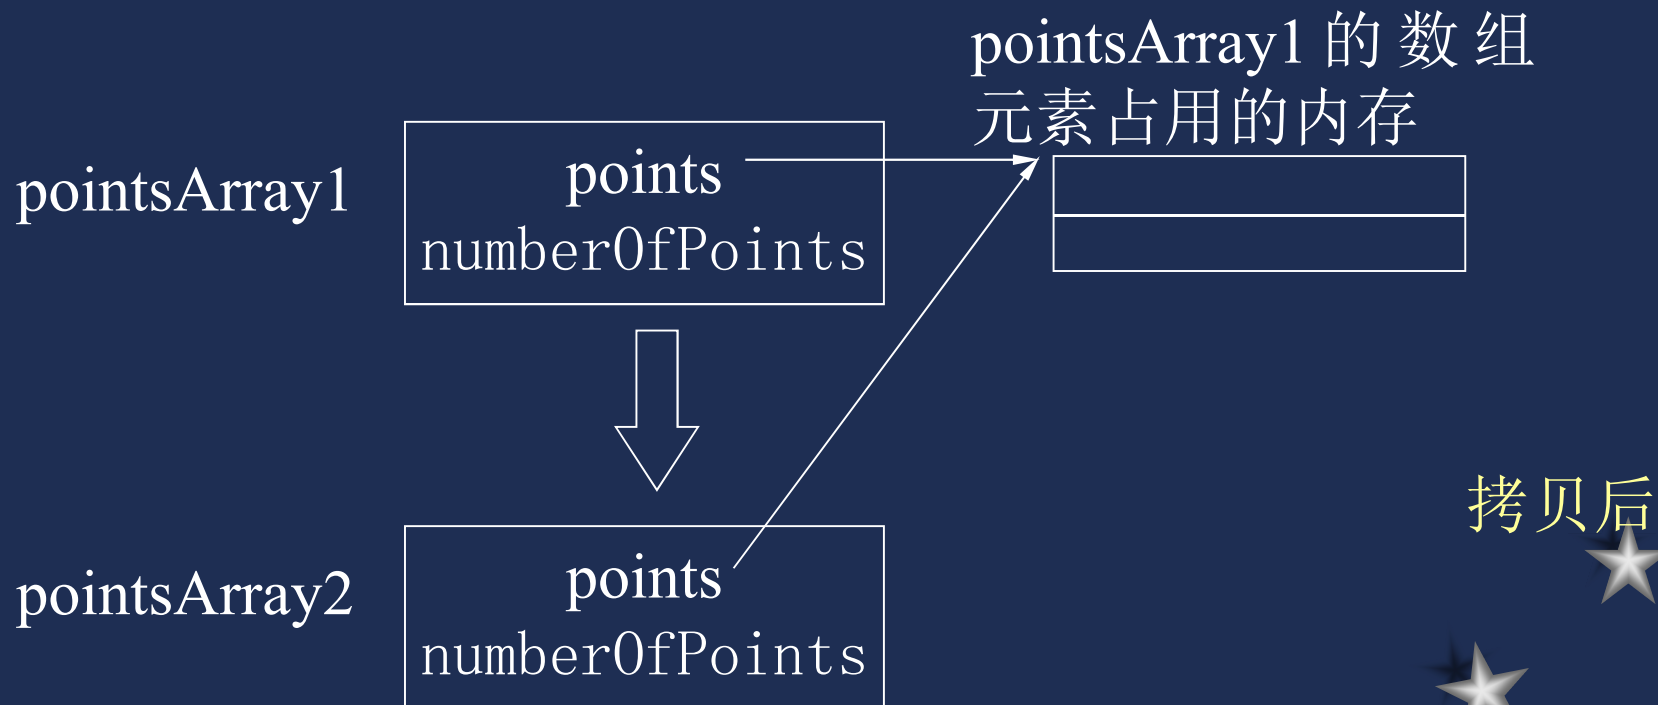 pointsArray1 的 数 组
元素占用的内存
pointsArray1
points
numberOfPoints
拷贝后
pointsArray2
points
numberOfPoints